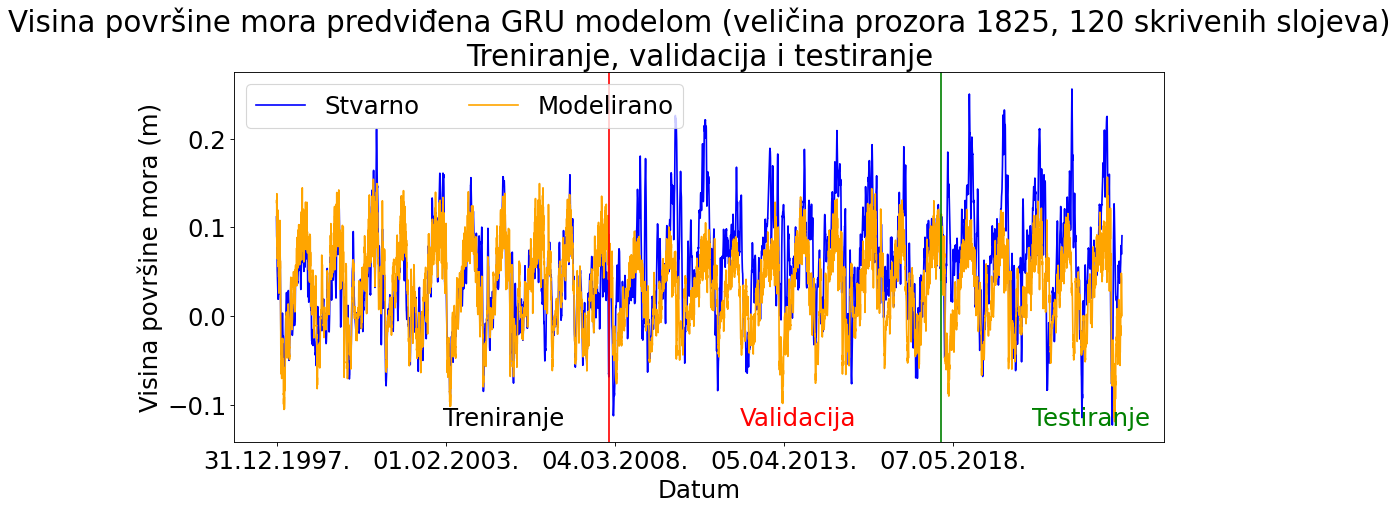 Visina površine mora predviđena GRU modelom (veličina prozora 1825, 120 skrivenih slojeva)
Treniranje, validacija i testiranje
Stvarno
Modelirano
Visina površine mora (m)
0.2
0.1
0.0
−0.1
Treniranje
Validacija
Testiranje
31.12.1997.
01.02.2003.
04.03.2008.
05.04.2013.
07.05.2018.
Datum